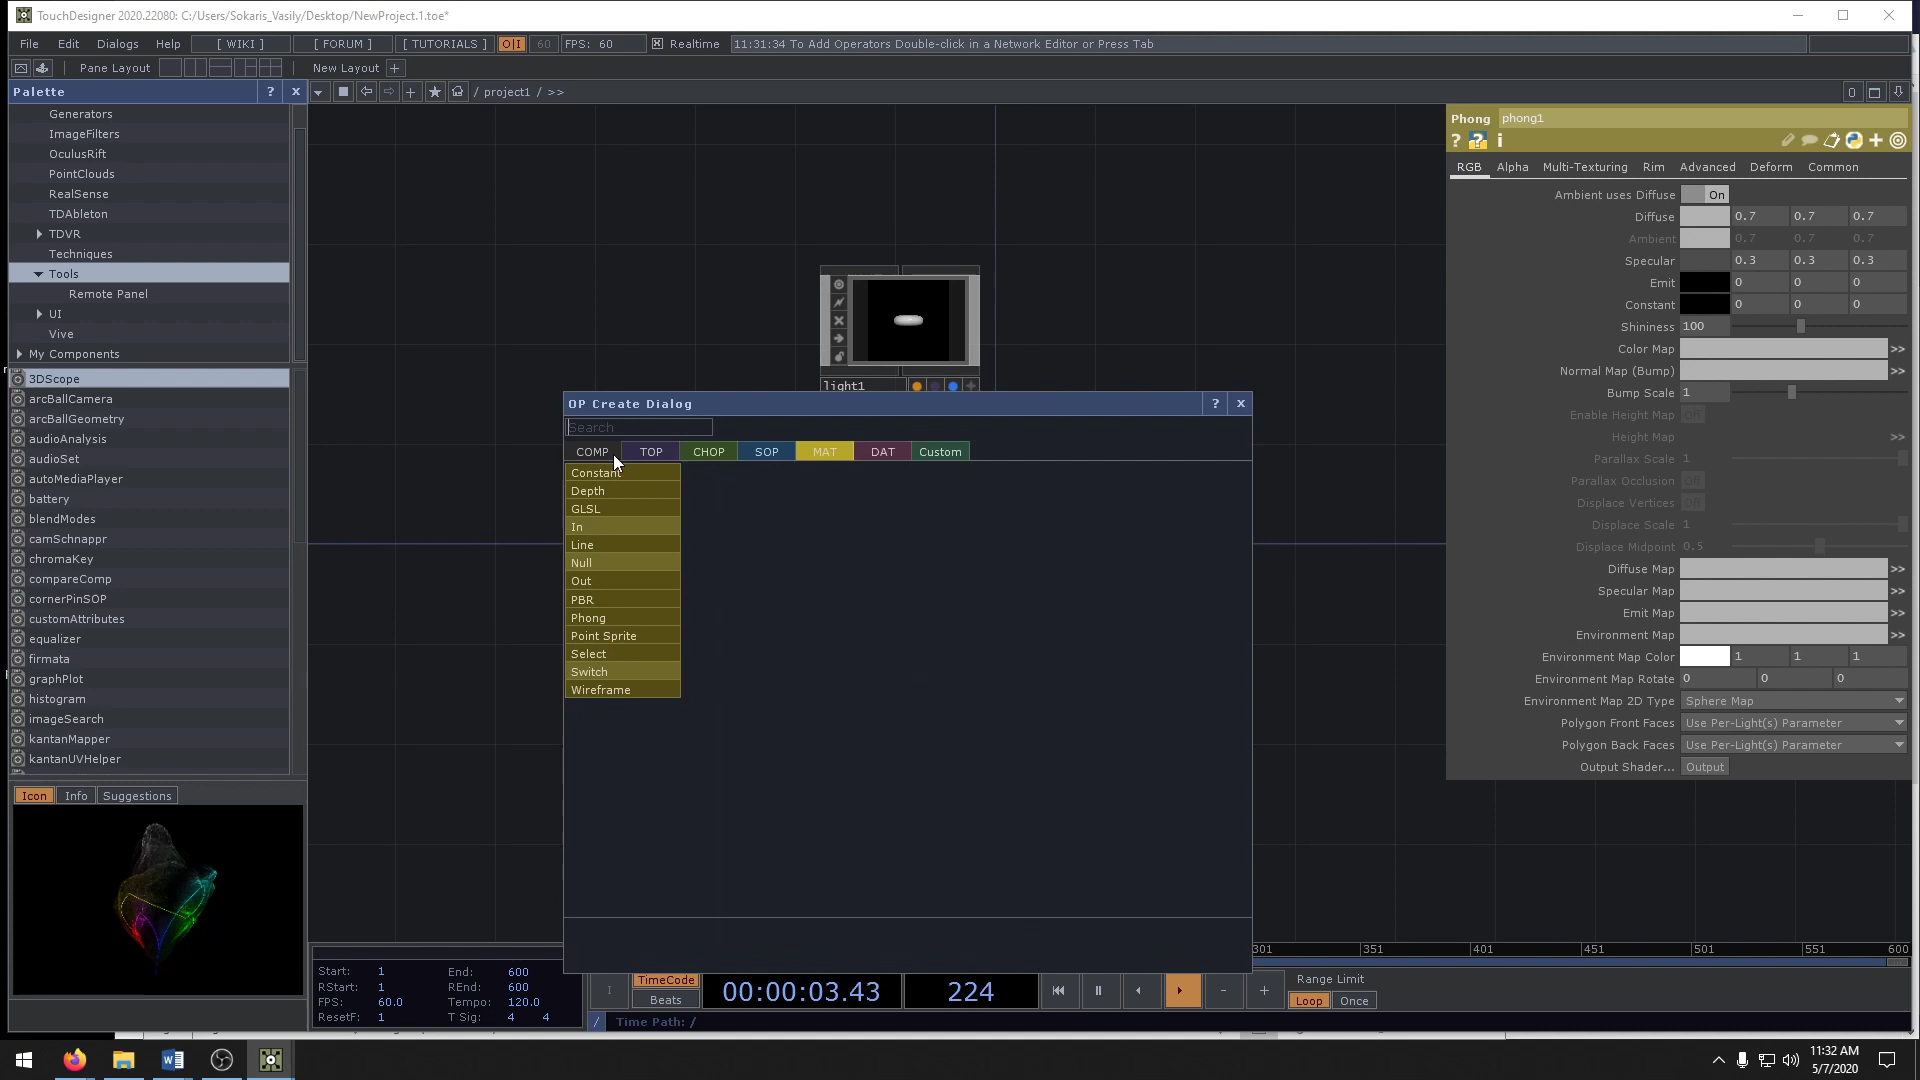 TouchDesigner 2020.22080: C:/Users/Sokaris_Vasily/Desktop/NewProject.1.toe*
File Edit Dialogs Help [ WIKI ] [ FORUM ] [ TUTORIALS ] O|I 60 FPS: 60 Realtime 11:31:34 To Add Operators Double-click in a Network Editor or Press Tab
Pane Layout New Layout +
Palette ? x / project1 / >> 0
Generators
ImageFilters
OculusRift
PointClouds
RealSense
TDAbleton
TDVR
Techniques
Tools
Remote Panel
UI
Vive
My Components
3DScope
arcBallCamera
arcBallGeometry
audioAnalysis
audioSet
autoMediaPlayer
battery
blendModes
camSchnappr
chromaKey
compareComp
cornerPinSOP
customAttributes
equalizer
firmata
graphPlot
histogram
imageSearch
kantanMapper
kantanUVHelper
Icon Info Suggestions
light1
OP Create Dialog ? x
Search
COMP TOP CHOP SOP MAT DAT Custom
Constant
Depth
GLSL
In
Line
Null
Out
PBR
Phong
Point Sprite
Select
Switch
Wireframe
Phong phong1
? ? i
RGB Alpha Multi-Texturing Rim Advanced Deform Common
Ambient uses Diffuse On
Diffuse 0.7 0.7 0.7
Ambient 0.7 0.7 0.7
Specular 0.3 0.3 0.3
Emit 0 0 0
Constant 0 0 0
Shininess 100
Color Map >>
Normal Map (Bump) >>
Bump Scale 1
Enable Height Map Off
Height Map >>
Parallax Scale 1
Parallax Occlusion Off
Displace Vertices Off
Displace Scale 1
Displace Midpoint 0.5
Diffuse Map >>
Specular Map >>
Emit Map >>
Environment Map >>
Environment Map Color 1 1 1
Environment Map Rotate 0 0 0
Environment Map 2D Type Sphere Map
Polygon Front Faces Use Per-Light(s) Parameter
Polygon Back Faces Use Per-Light(s) Parameter
Output Shader... Output
301 351 401 451 501 551 600
Start: 1 End: 600
RStart: 1 REnd: 600
FPS: 60.0 Tempo: 120.0
ResetF: 1 T Sig: 4 4
TimeCode
Beats
00:00:03.43 224
Range Limit
Loop Once
/ Time Path: /
11:32 AM
5/7/2020